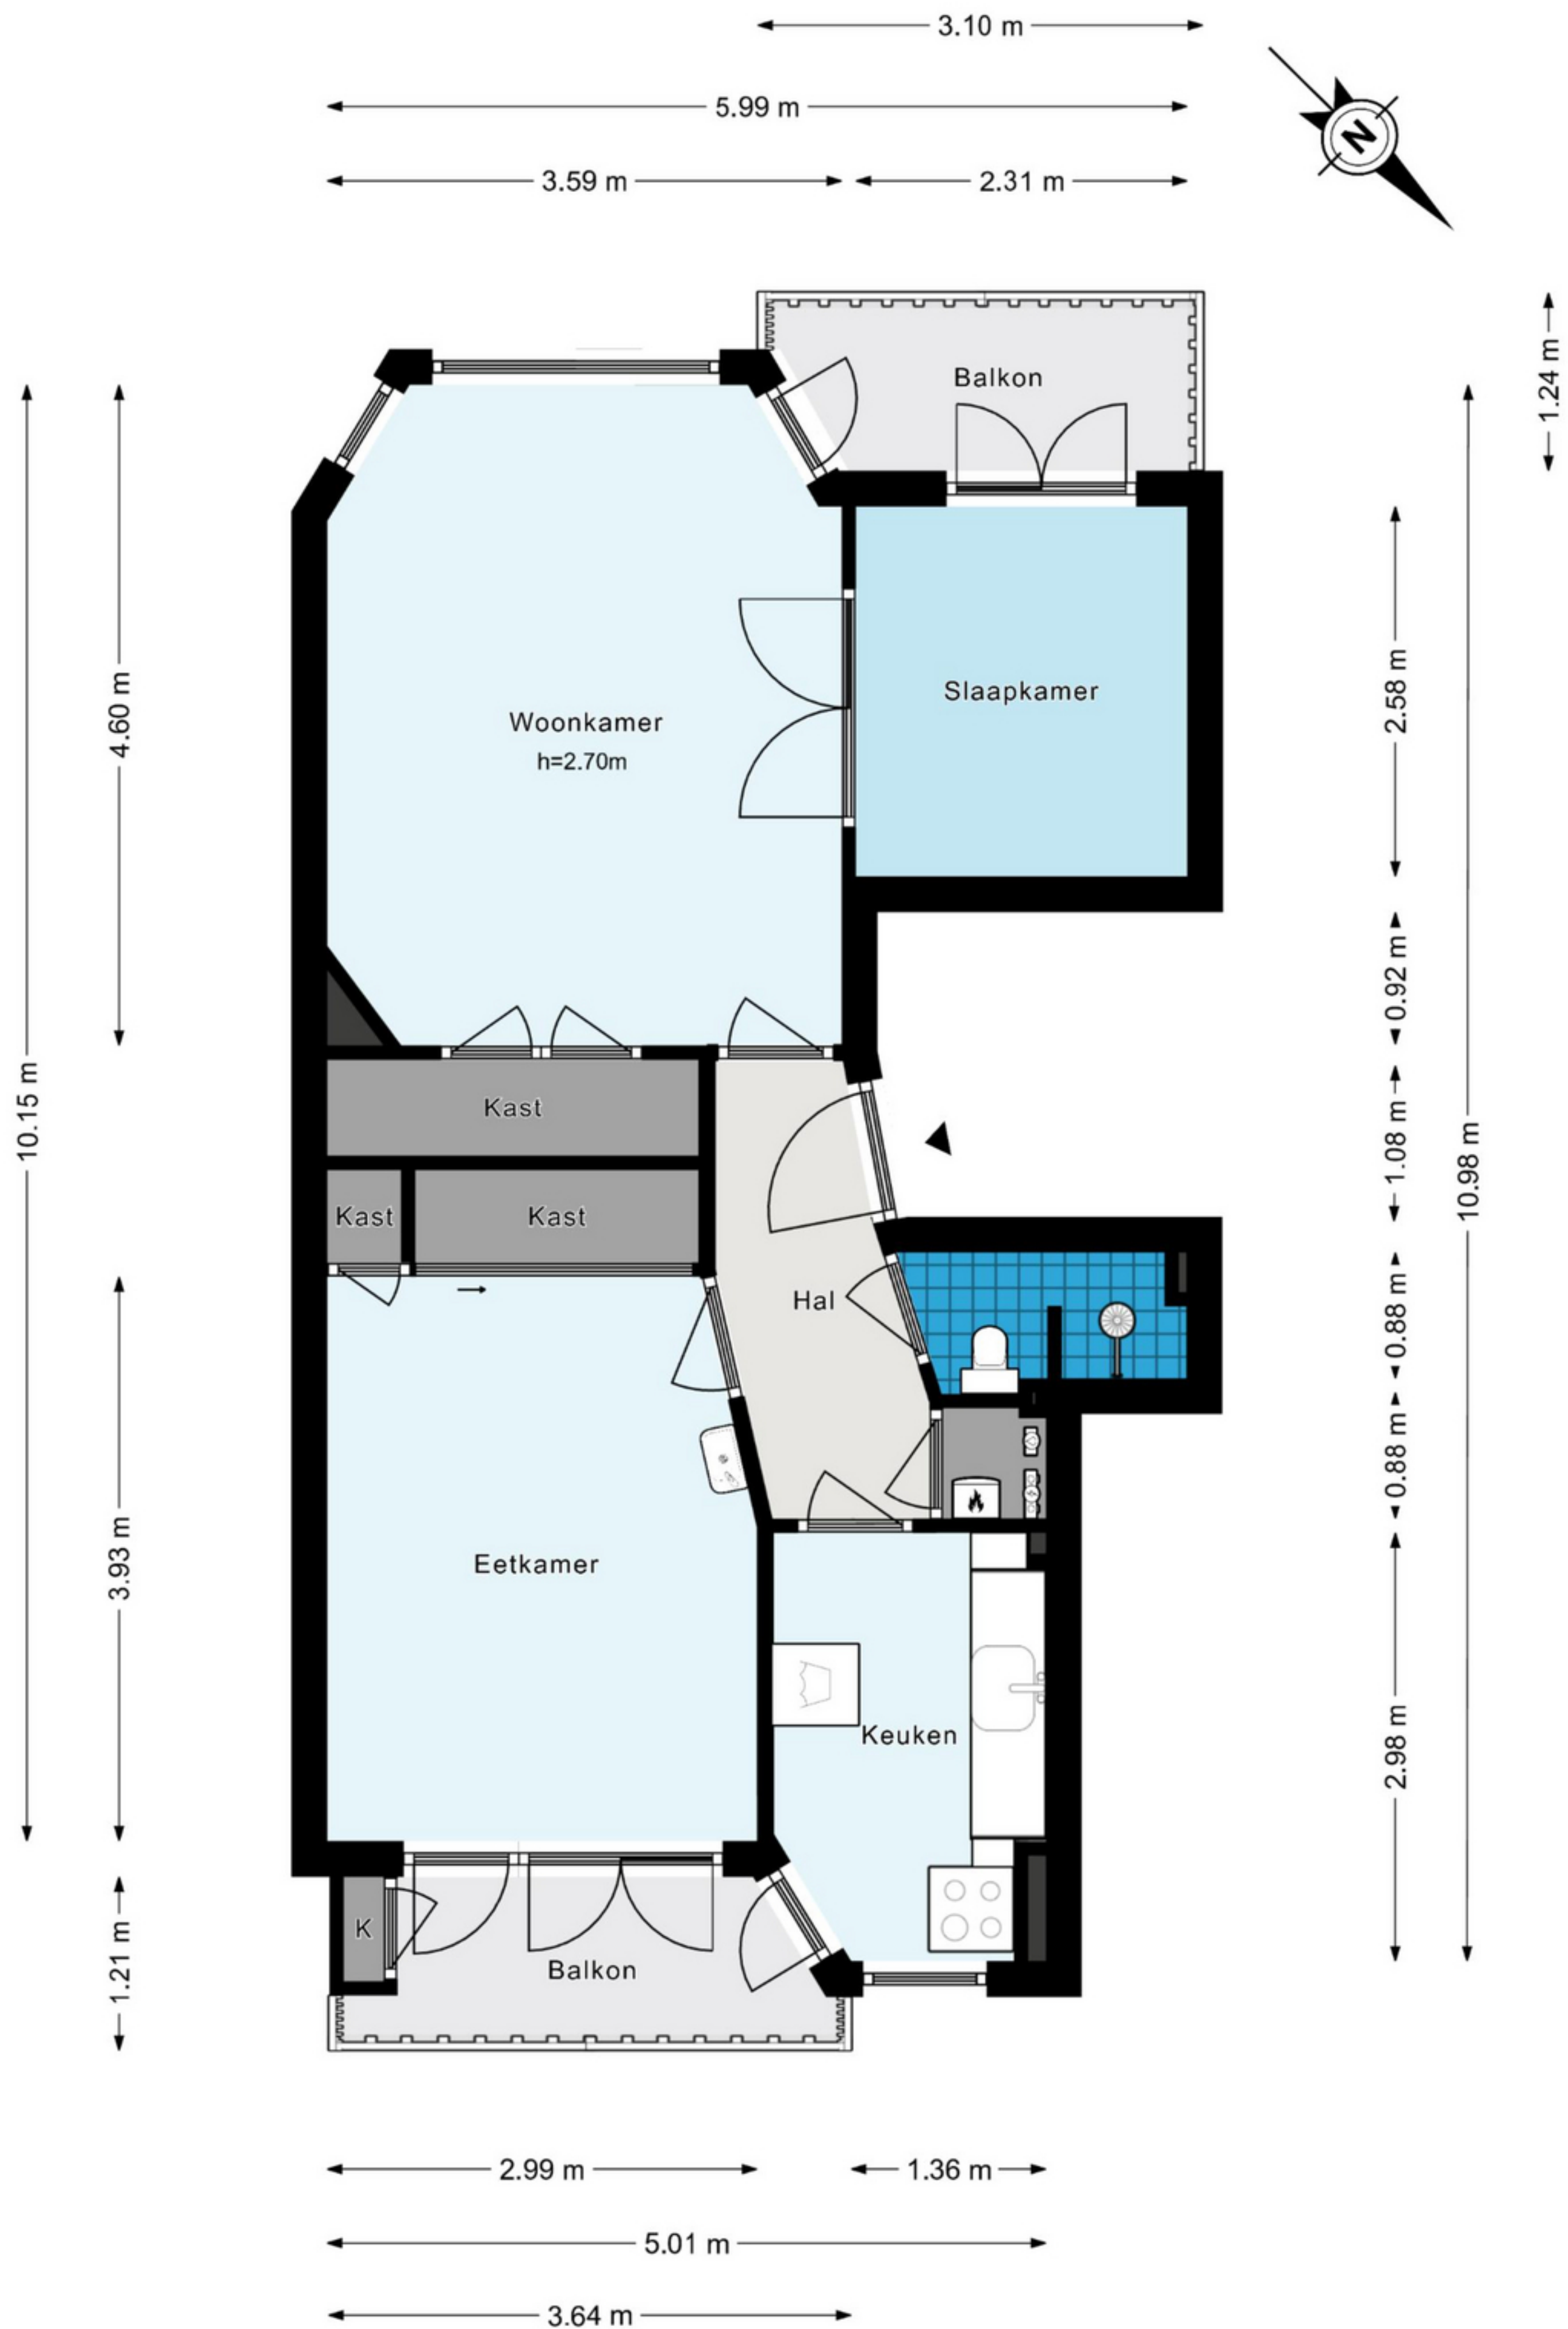 3.10 m
5.99 m
N
3.59 m
2.31 m
Balkon
1.24 m
Slaapkamer
2.58 m
4.60 m
Woonkamer
h=2.70m
0.92 m
10.15 m
Kast
1.08 m
10.98 m
Kast
Kast
Hal
0.88 m
0.88 m
3.93 m
Eetkamer
Keuken
2.98 m
K
1.21 m
Balkon
2.99 m
1.36 m
5.01 m
3.64 m